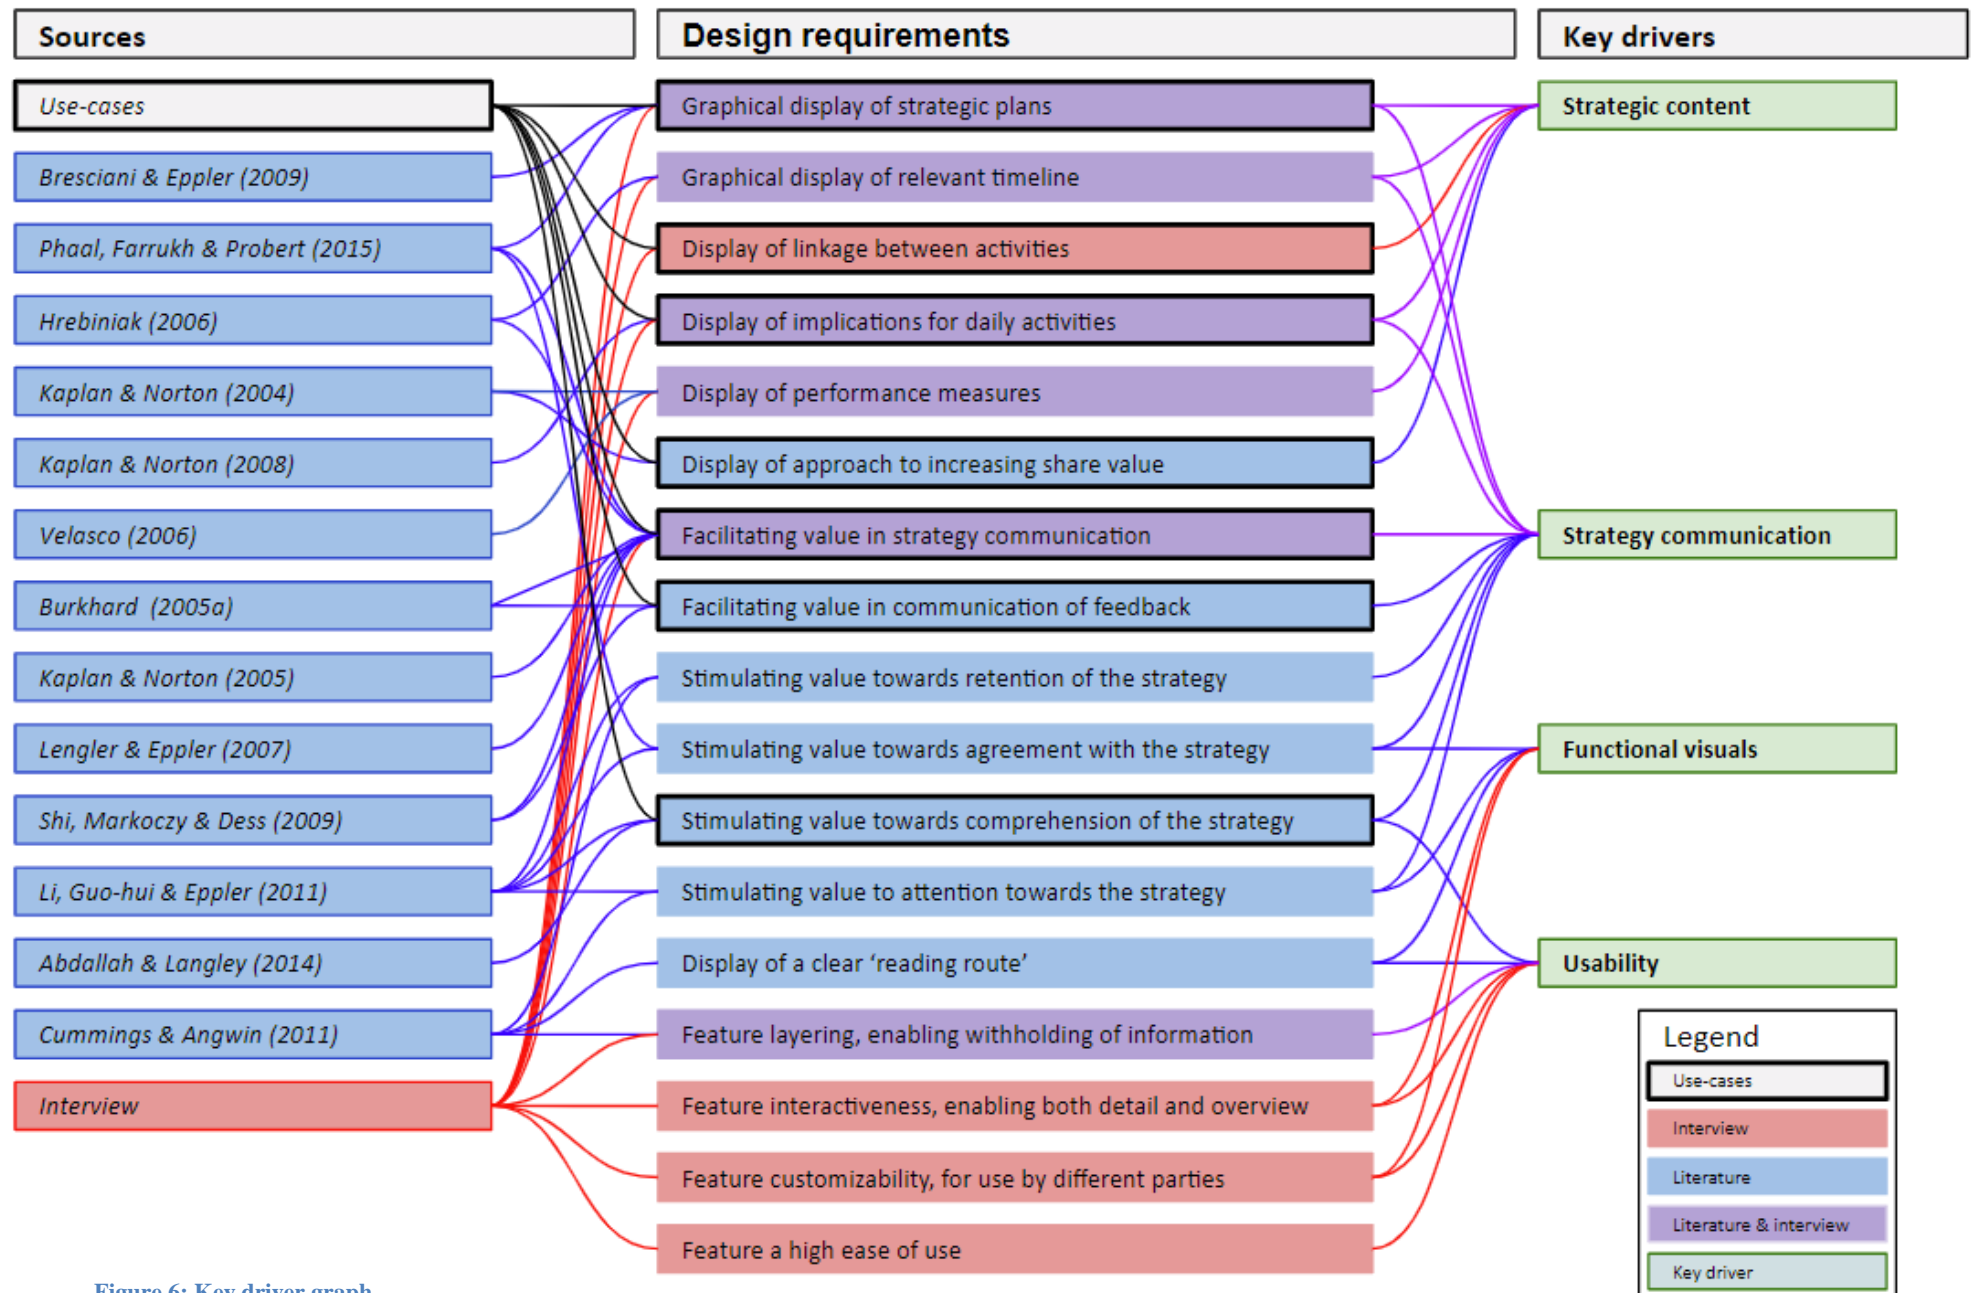 Sources
Design requirements
Key drivers
Use-cases
Graphical display of strategic plans
Strategic content
Bresciani & Eppler (2009)
Graphical display of relevant timeline
Phaal, Farrukh & Probert (2015)
Display of linkage between activities
Hrebiniak (2006)
Display of implications for daily activities
Kaplan & Norton (2004)
Display of performance measures
Kaplan & Norton (2008)
Display of approach to increasing share value
Velasco (2006)
Facilitating value in strategy communication
Strategy communication
Burkhard (2005a)
Facilitating value in communication of feedback
Kaplan & Norton (2005)
Stimulating value towards retention of the strategy
Lengler & Eppler (2007)
Stimulating value towards agreement with the strategy
Functional visuals
Shi, Markoczy & Dess (2009)
Stimulating value towards comprehension of the strategy
Li, Guo-hui & Eppler (2011)
Stimulating value to attention towards the strategy
Abdallah & Langley (2014)
Display of a clear ‘reading route’
Usability
Cummings & Angwin (2011)
Feature layering, enabling withholding of information
Interview
Feature interactiveness, enabling both detail and overview
Feature customizability, for use by different parties
Feature a high ease of use
Legend
Use-cases
Interview
Literature
Literature & interview
Key driver
Figure 6: Key driver graph